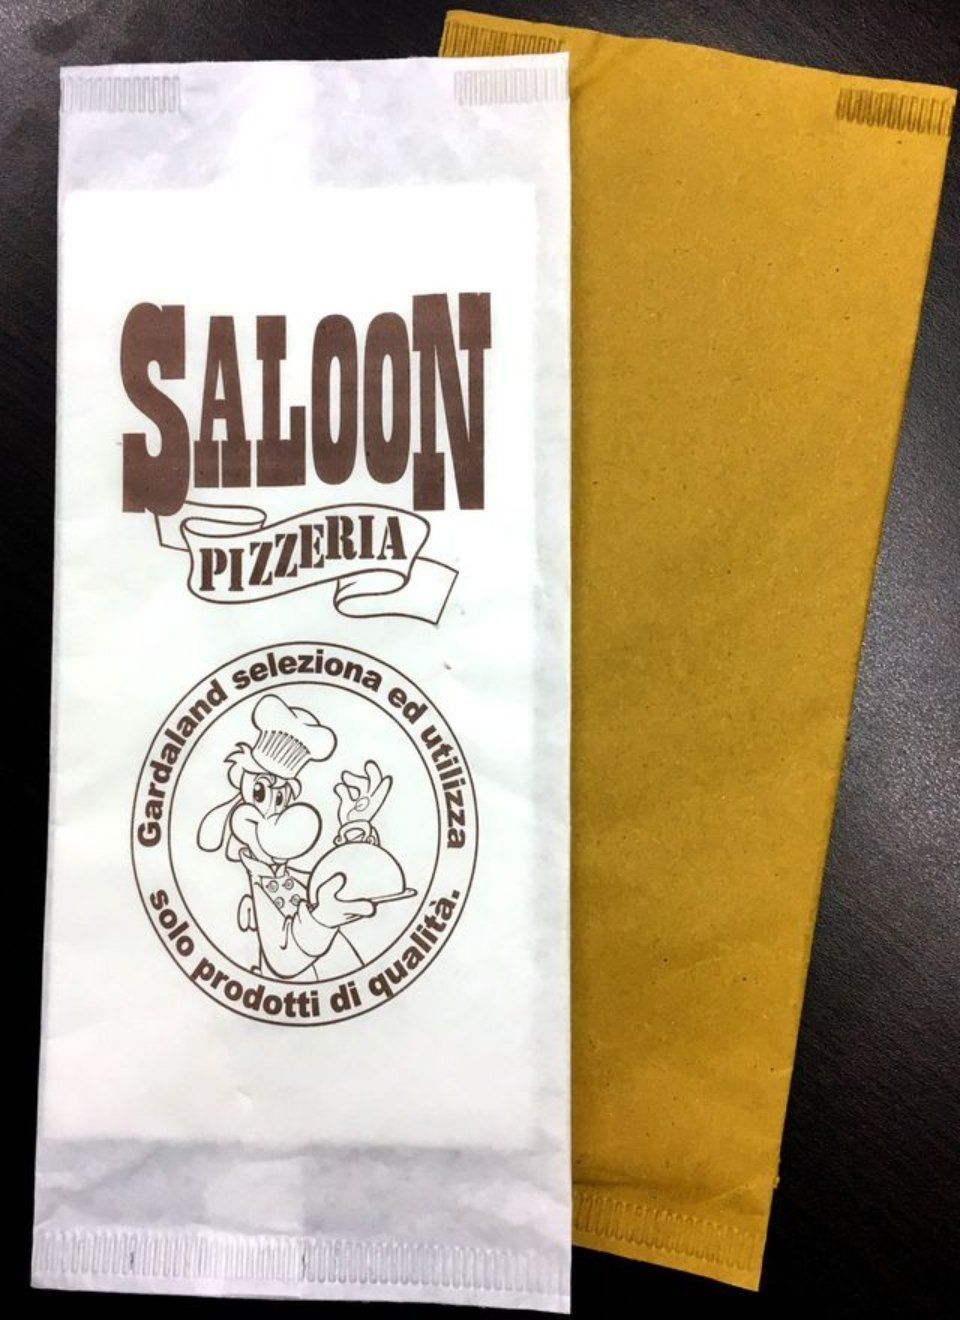 SALOON
PIZZERIA
Gardaland seleziona ed utilizza
solo prodotti di qualità.